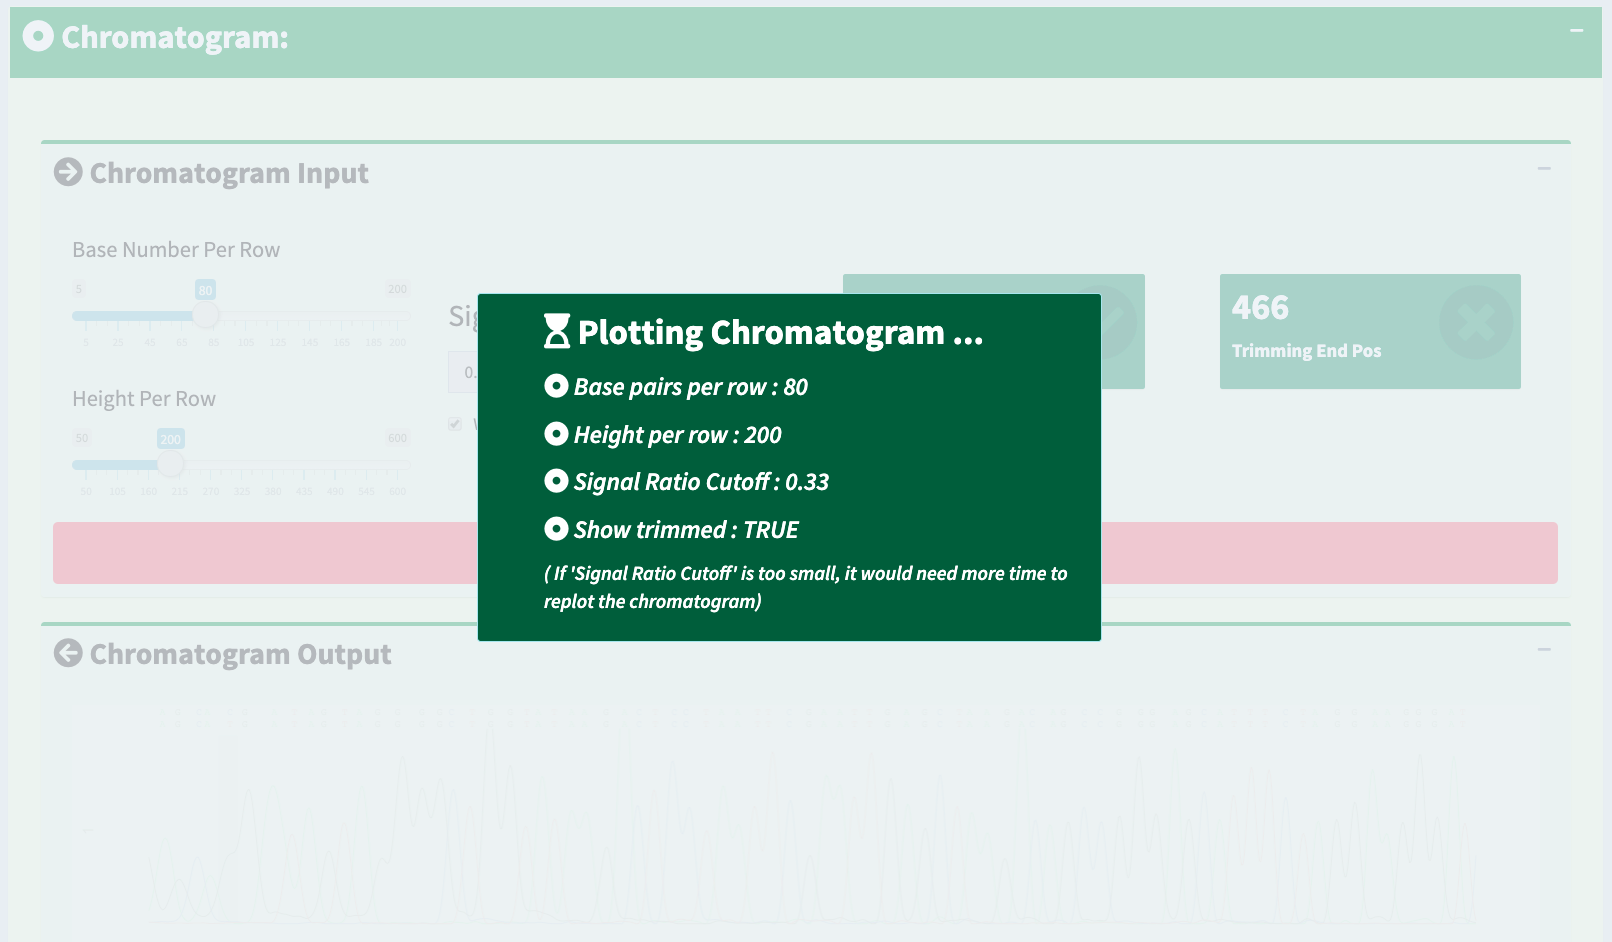 Chromatogram:
Chromatogram Input
Base Number Per Row
5 80 200
5 25 45 65 85 105 125 145 165 185 200
Height Per Row
50 200 600
50 105 160 215 270 325 380 435 490 545 600
Sig
0.
466
Trimming End Pos
Plotting Chromatogram ...
Base pairs per row : 80
Height per row : 200
Signal Ratio Cutoff : 0.33
Show trimmed : TRUE
( If 'Signal Ratio Cutoff' is too small, it would need more time to
replot the chromatogram)
Chromatogram Output